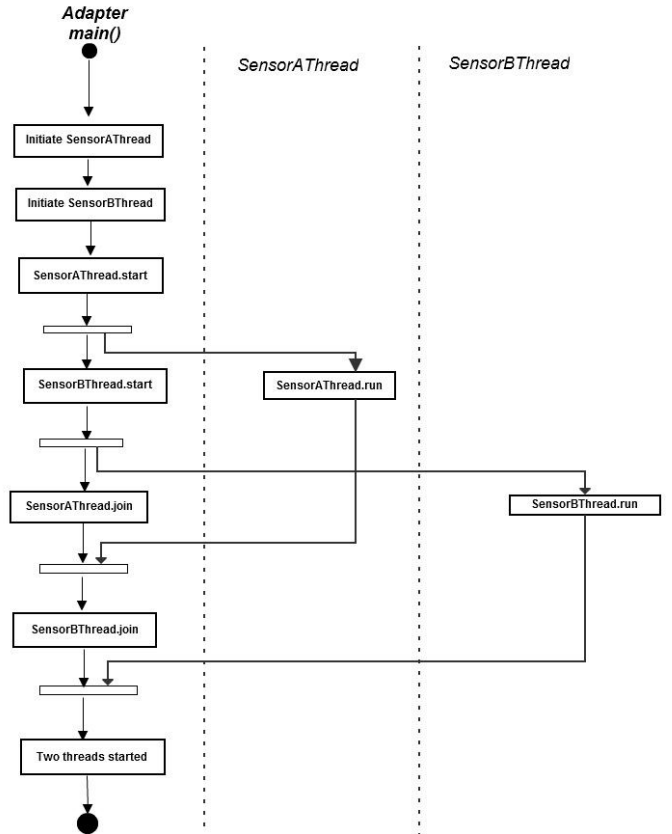 Adapter
main()
SensorAThread
SensorBThread
Initiate SensorAThread
Initiate SensorBThread
SensorAThread.start
SensorBThread.start
SensorAThread.run
SensorAThread.join
SensorBThread.run
SensorBThread.join
Two threads started